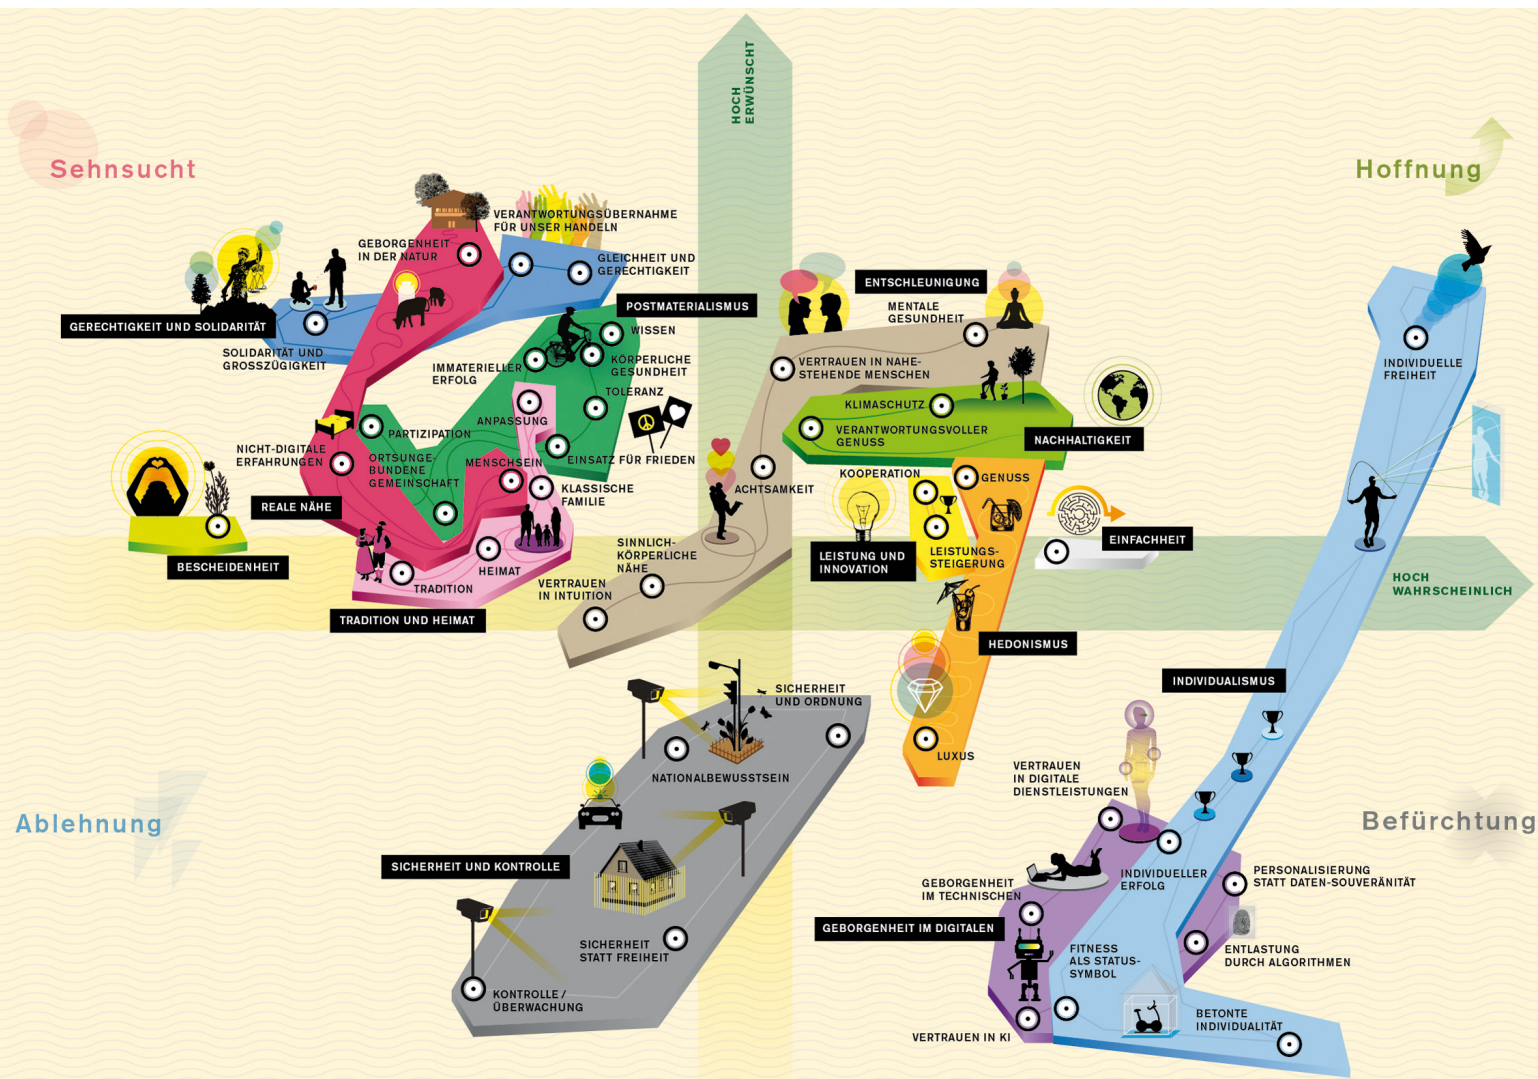 HOCH
ERWÜNSCHT
Sehnsucht
Hoffnung
VERANTWORTUNGSÜBERNAHME
FÜR UNSER HANDELN
GEBORGENHEIT
IN DER NATUR
GLEICHHEIT UND
GERECHTIGKEIT
GERECHTIGKEIT UND SOLIDARITÄT
SOLIDARITÄT UND
GROSSZÜGIGKEIT
POSTMATERIALISMUS
WISSEN
IMMATERIELLER
ERFOLG
KÖRPERLICHE
GESUNDHEIT
TOLERANZ
ANPASSUNG
PARTIZIPATION
EINSATZ FÜR FRIEDEN
NICHT-DIGITALE
ERFAHRUNGEN
ORTSUNGE-
BUNDENE
GEMEINSCHAFT
MENSCHSEIN
KLASSISCHE
FAMILIE
REALE NÄHE
BESCHEIDENHEIT
HEIMAT
TRADITION
TRADITION UND HEIMAT
ENTSCHLEUNIGUNG
MENTALE
GESUNDHEIT
VERTRAUEN IN NAHE-
STEHENDE MENSCHEN
ACHTSAMKEIT
SINNLICH-
KÖRPERLICHE
NÄHE
VERTRAUEN
IN INTUITION
KLIMASCHUTZ
VERANTWORTUNGSVOLLER
GENUSS
NACHHALTIGKEIT
KOOPERATION
GENUSS
LEISTUNG UND
INNOVATION
LEISTUNGS-
STEIGERUNG
EINFACHHEIT
HEDONISMUS
LUXUS
INDIVIDUELLE
FREIHEIT
HOCH
WAHRSCHEINLICH
INDIVIDUALISMUS
Ablehnung
Befürchtung
SICHERHEIT
UND ORDNUNG
NATIONALBEWUSSTSEIN
SICHERHEIT UND KONTROLLE
SICHERHEIT
STATT FREIHEIT
KONTROLLE /
ÜBERWACHUNG
VERTRAUEN
IN DIGITALE
DIENSTLEISTUNGEN
GEBORGENHEIT
IM TECHNISCHEN
INDIVIDUELLER
ERFOLG
PERSONALISIERUNG
STATT DATEN-SOUVERÄNITÄT
GEBORGENHEIT IM DIGITALEN
FITNESS
ALS STATUS-
SYMBOL
ENTLASTUNG
DURCH ALGORITHMEN
VERTRAUEN IN KI
BETONTE
INDIVIDUALITÄT